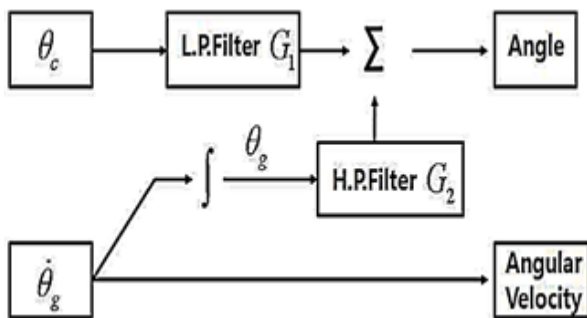 θc L.P.Filter G1 Σ Angle
∫ θg H.P.Filter G2
θ̇g Angular
Velocity